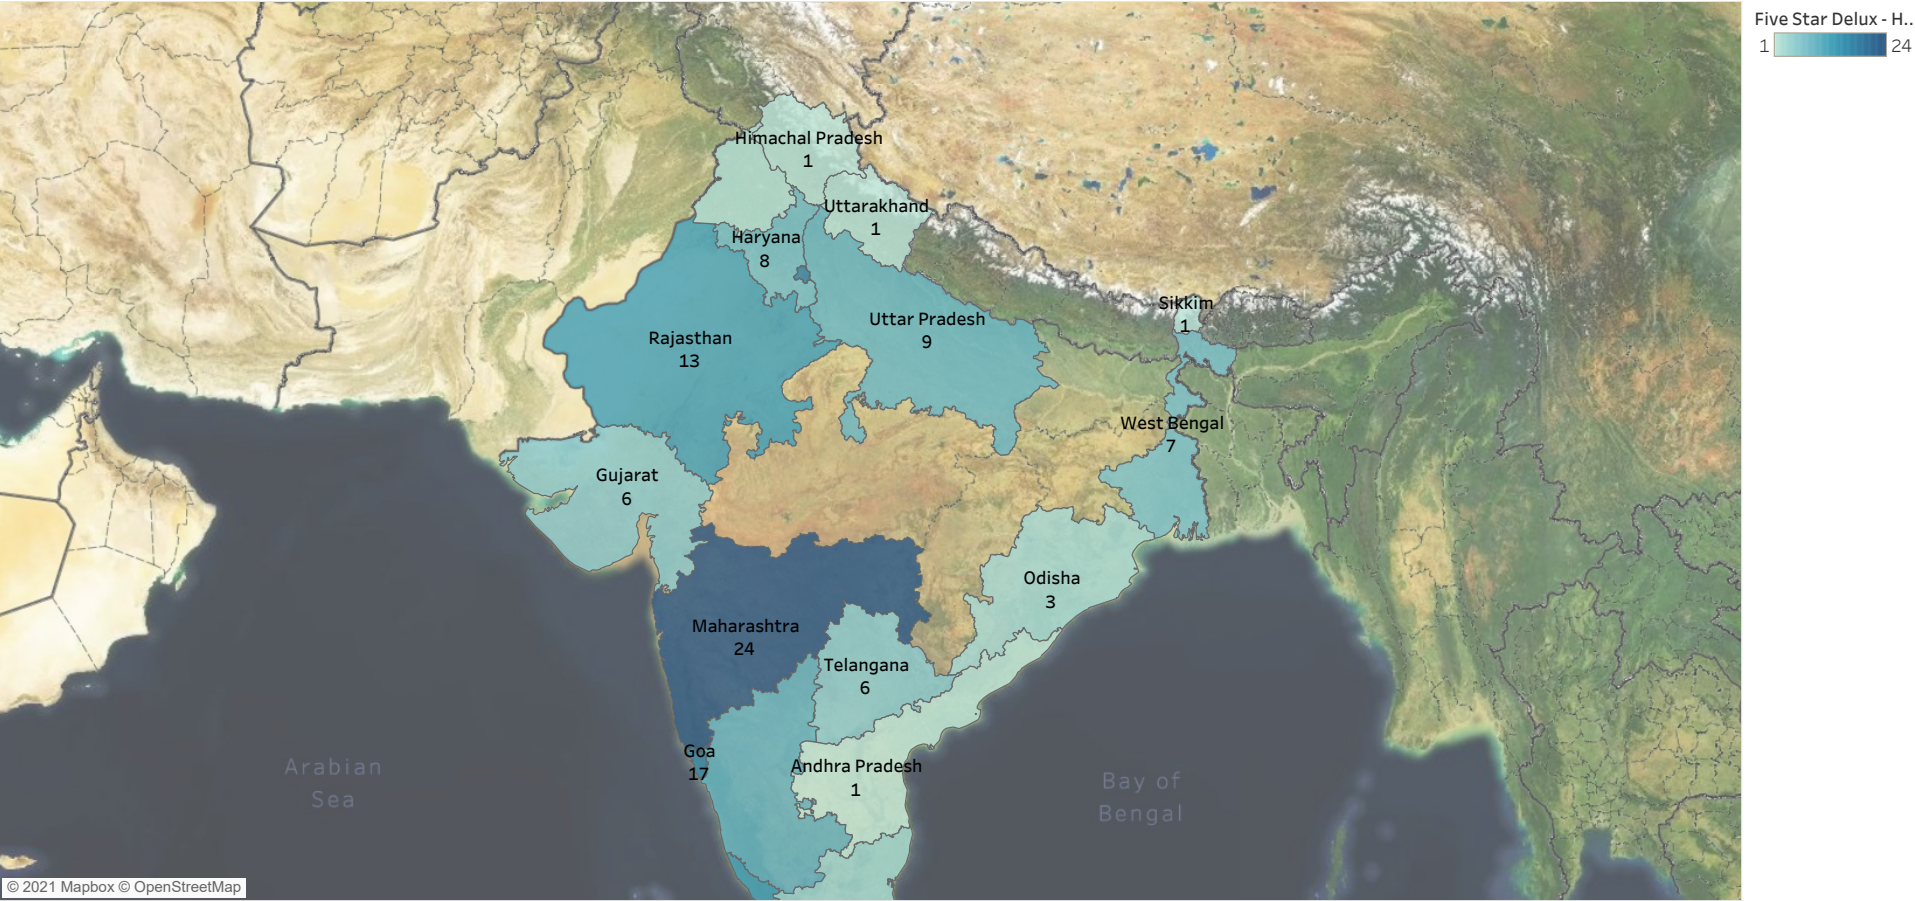 Five Star Delux - H..
1 24
Himachal Pradesh
1
Uttarakhand
1
Haryana
8
Sikkim
1
Uttar Pradesh
9
Rajasthan
13
West Bengal
7
Gujarat
6
Odisha
3
Maharashtra
24
Telangana
6
Goa
17
Andhra Pradesh
1
Arabian
Sea
Bay of
Bengal
© 2021 Mapbox © OpenStreetMap